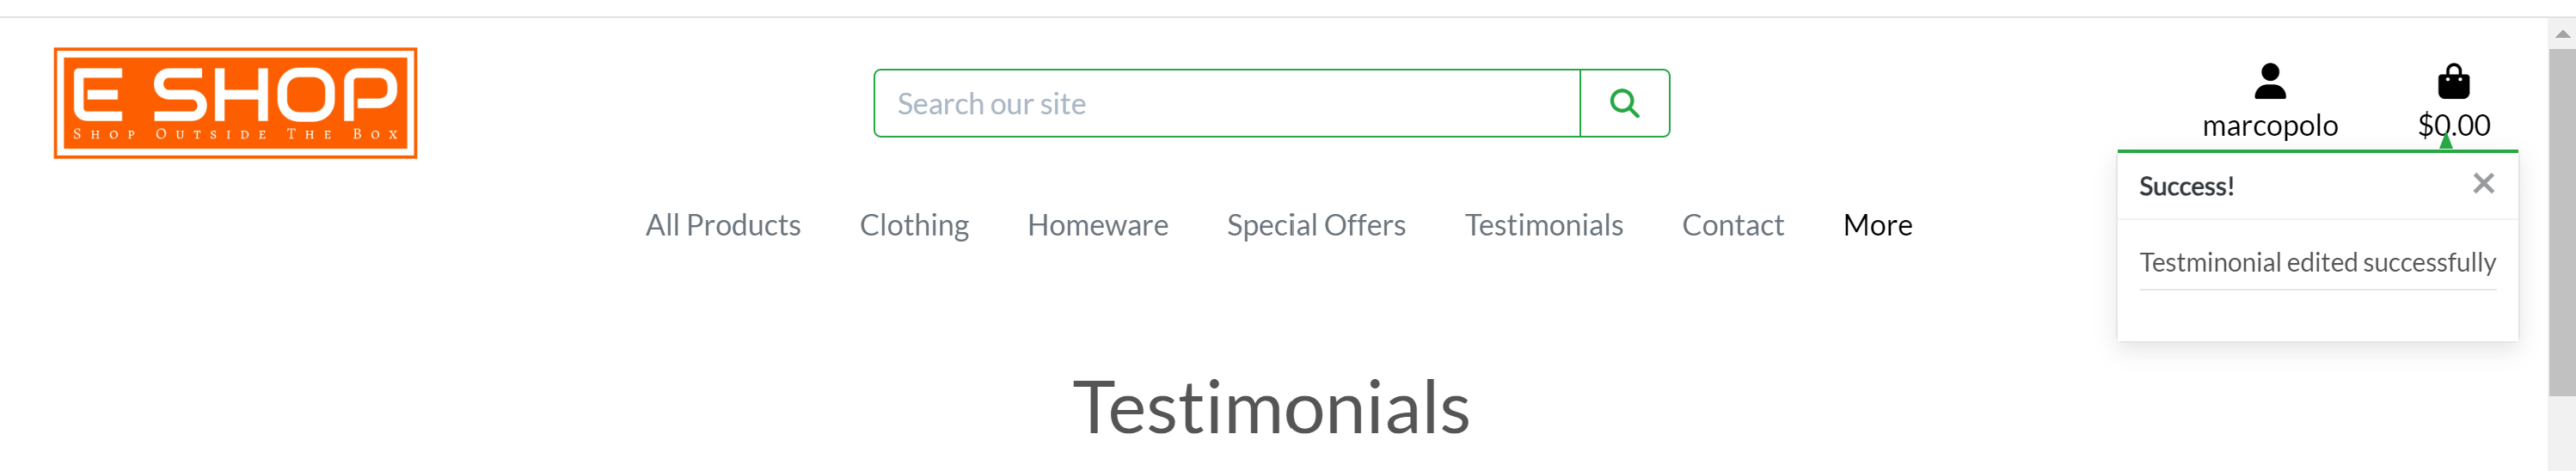 E SHOP
Shop Outside The Box
Search our site
marcopolo
$0.00
All Products Clothing Homeware Special Offers Testimonials Contact More
Success!
×
Testminonial edited successfully
Testimonials